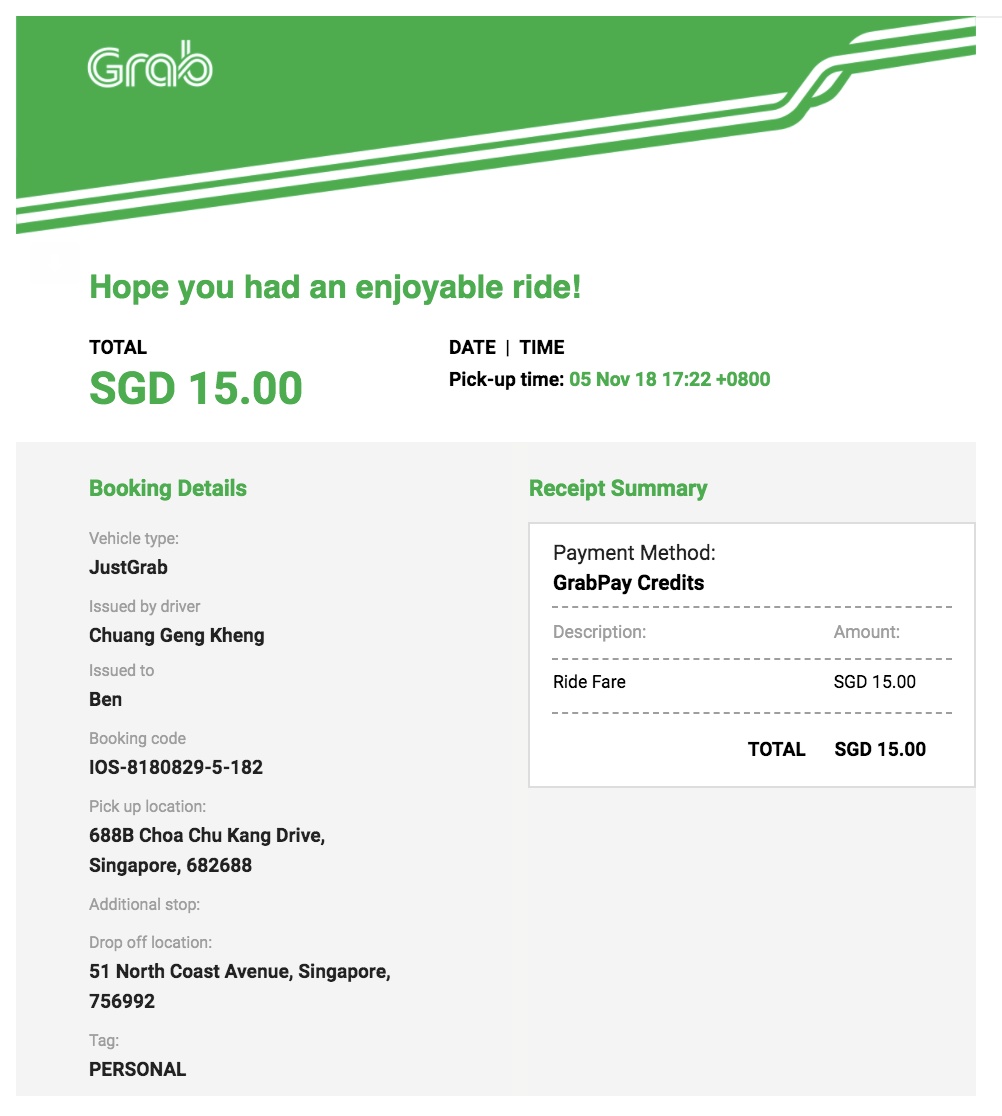 Grab
Hope you had an enjoyable ride!
TOTAL
SGD 15.00
DATE | TIME
Pick-up time: 05 Nov 18 17:22 +0800
Booking Details
Vehicle type:
JustGrab
Issued by driver
Chuang Geng Kheng
Issued to
Ben
Booking code
IOS-8180829-5-182
Pick up location:
688B Choa Chu Kang Drive,
Singapore, 682688
Additional stop:
Drop off location:
51 North Coast Avenue, Singapore,
756992
Tag:
PERSONAL
Receipt Summary
Payment Method:
GrabPay Credits
Description: Amount:
Ride Fare SGD 15.00
TOTAL SGD 15.00